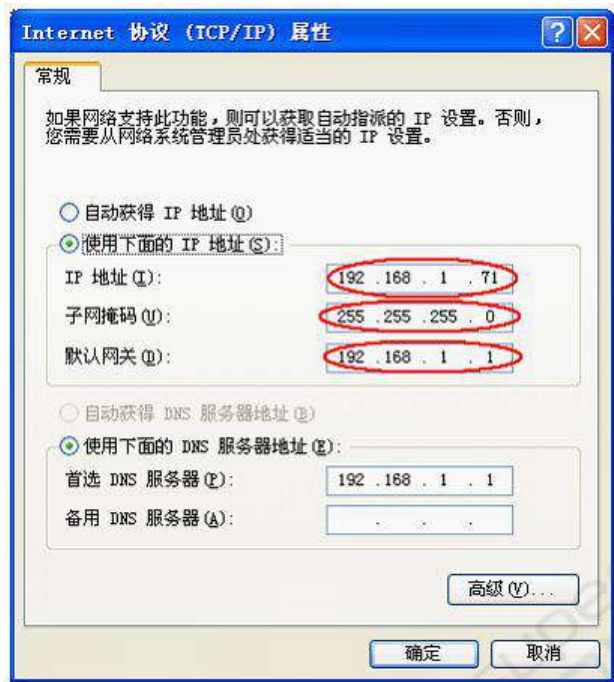 Internet 协议 (TCP/IP) 属性
常规
如果网络支持此功能，则可以获取自动指派的 IP 设置。否则，
您需要从网络系统管理员处获得适当的 IP 设置。
自动获得 IP 地址(O)
使用下面的 IP 地址(S):
IP 地址(I): 192 .168 . 1 . 71
子网掩码(U): 255 .255 .255 . 0
默认网关(D): 192 .168 . 1 . 1
自动获得 DNS 服务器地址(B)
使用下面的 DNS 服务器地址(E):
首选 DNS 服务器(P): 192 .168 . 1 . 1
备用 DNS 服务器(A): . . .
高级(V)...
确定 取消